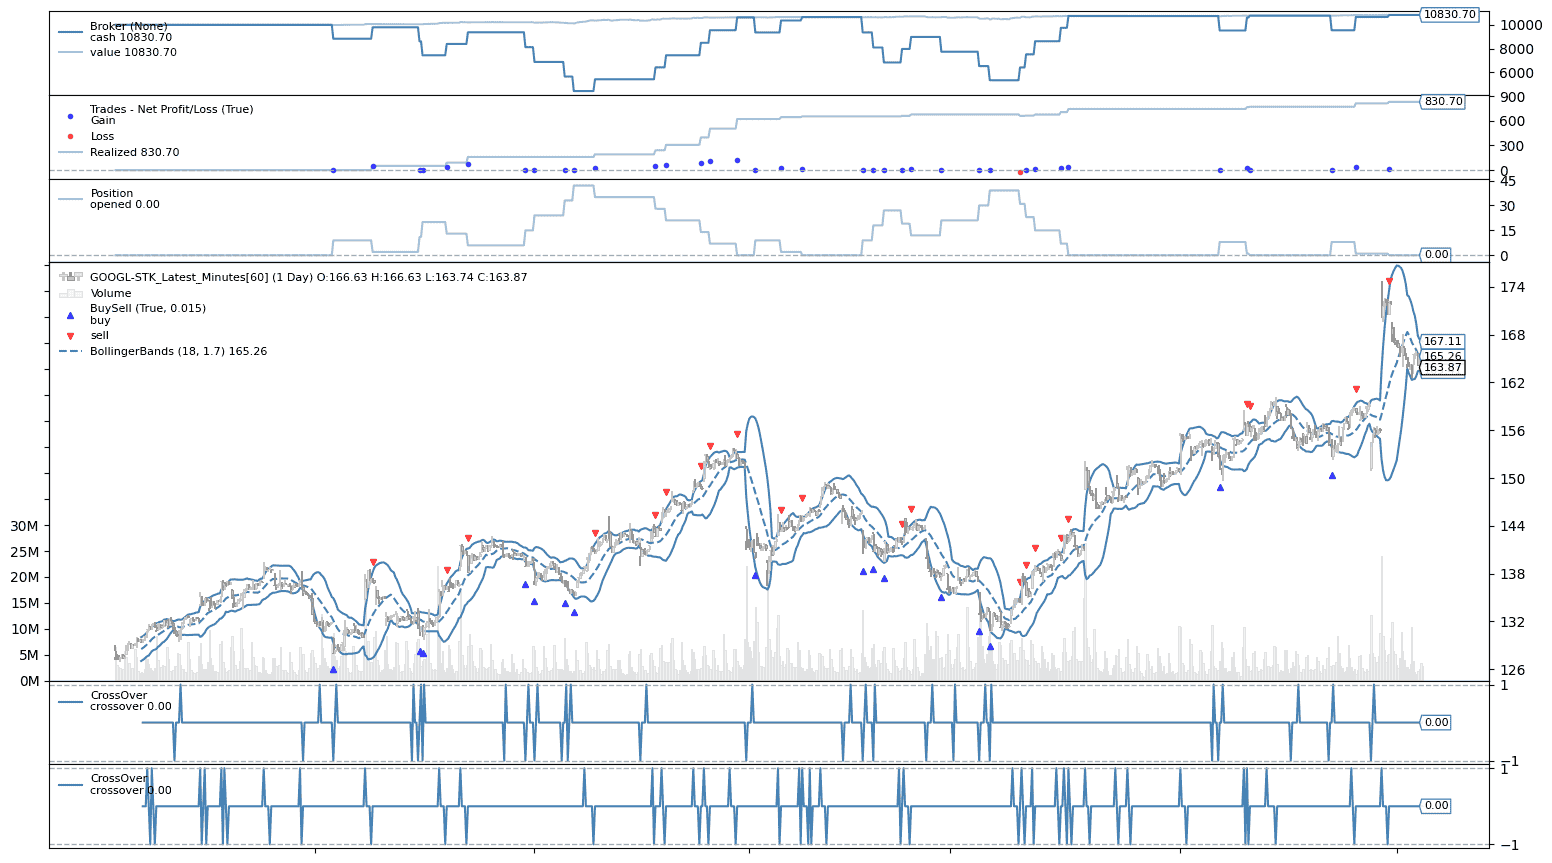 Broker (None)
cash 10830.70
value 10830.70
10830.70
10000
8000
6000
Trades - Net Profit/Loss (True)
Gain
Loss
Realized 830.70
830.70
900
600
300
0
Position
opened 0.00
0.00
45
30
15
0
GOOGL-STK_Latest_Minutes[60] (1 Day) O:166.63 H:166.63 L:163.74 C:163.87
Volume
BuySell (True, 0.015)
buy
sell
BollingerBands (18, 1.7) 165.26
167.11
165.26
163.87
174
168
162
156
150
144
138
132
126
30M
25M
20M
15M
10M
5M
0M
CrossOver
crossover 0.00
0.00
1
−1
CrossOver
crossover 0.00
0.00
1
−1